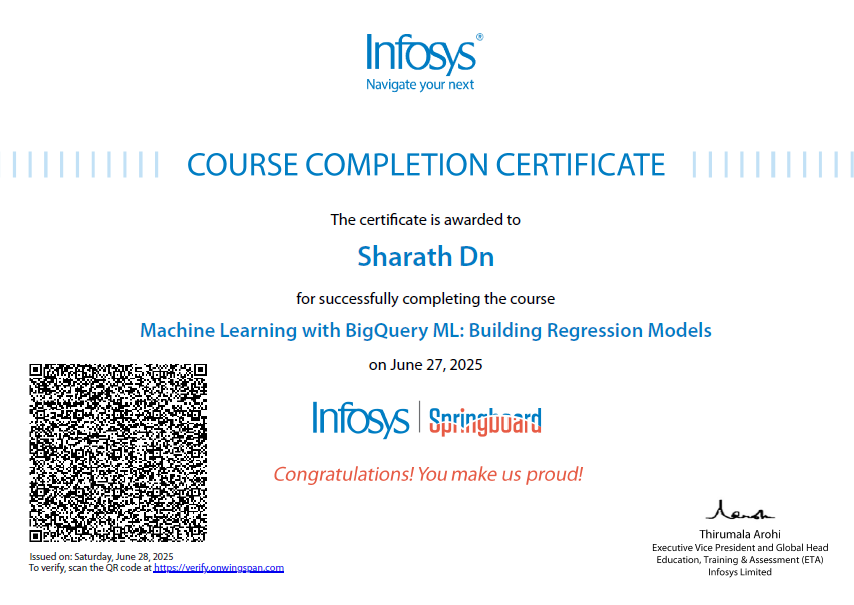 Infosys®
Navigate your next
COURSE COMPLETION CERTIFICATE
The certificate is awarded to
Sharath Dn
for successfully completing the course
Machine Learning with BigQuery ML: Building Regression Models
on June 27, 2025
Infosys | Springboard
Congratulations! You make us proud!
Issued on: Saturday, June 28, 2025
To verify, scan the QR code at https://verify.onwingspan.com
Thirumala Arohi
Executive Vice President and Global Head
Education, Training & Assessment (ETA)
Infosys Limited